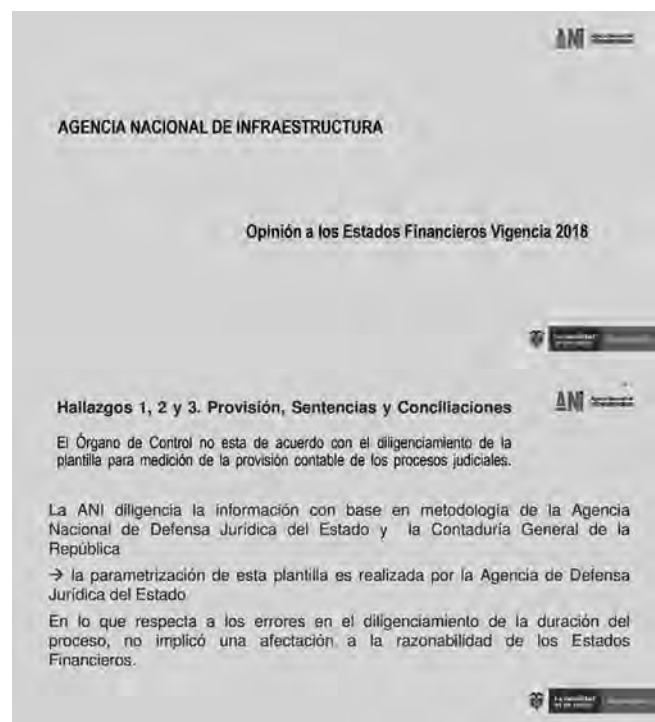 ANI
AGENCIA NACIONAL DE INFRAESTRUCTURA
Opinión a los Estados Financieros Vigencia 2018
Hallazgos 1, 2 y 3. Provisión, Sentencias y Conciliaciones
ANI
El Órgano de Control no esta de acuerdo con el diligenciamiento de la
plantilla para medición de la provisión contable de los procesos judiciales.
La ANI diligencia la información con base en metodología de la Agencia
Nacional de Defensa Jurídica del Estado y la Contaduría General de la
República
→ la parametrización de esta plantilla es realizada por la Agencia de Defensa
Jurídica del Estado
En lo que respecta a los errores en el diligenciamiento de la duración del
proceso, no implicó una afectación a la razonabilidad de los Estados
Financieros.